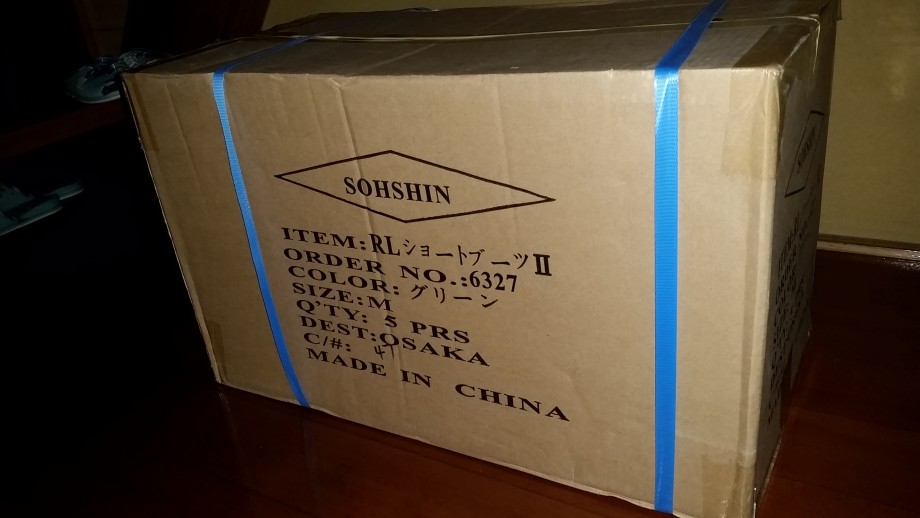 SOHSHIN
ITEM:RLショートブーツⅡ
ORDER NO.:6327
COLOR: グリーン
SIZE:M
Q'TY: 5 PRS
DEST:OSAKA
C/#: 41
MADE IN CHINA